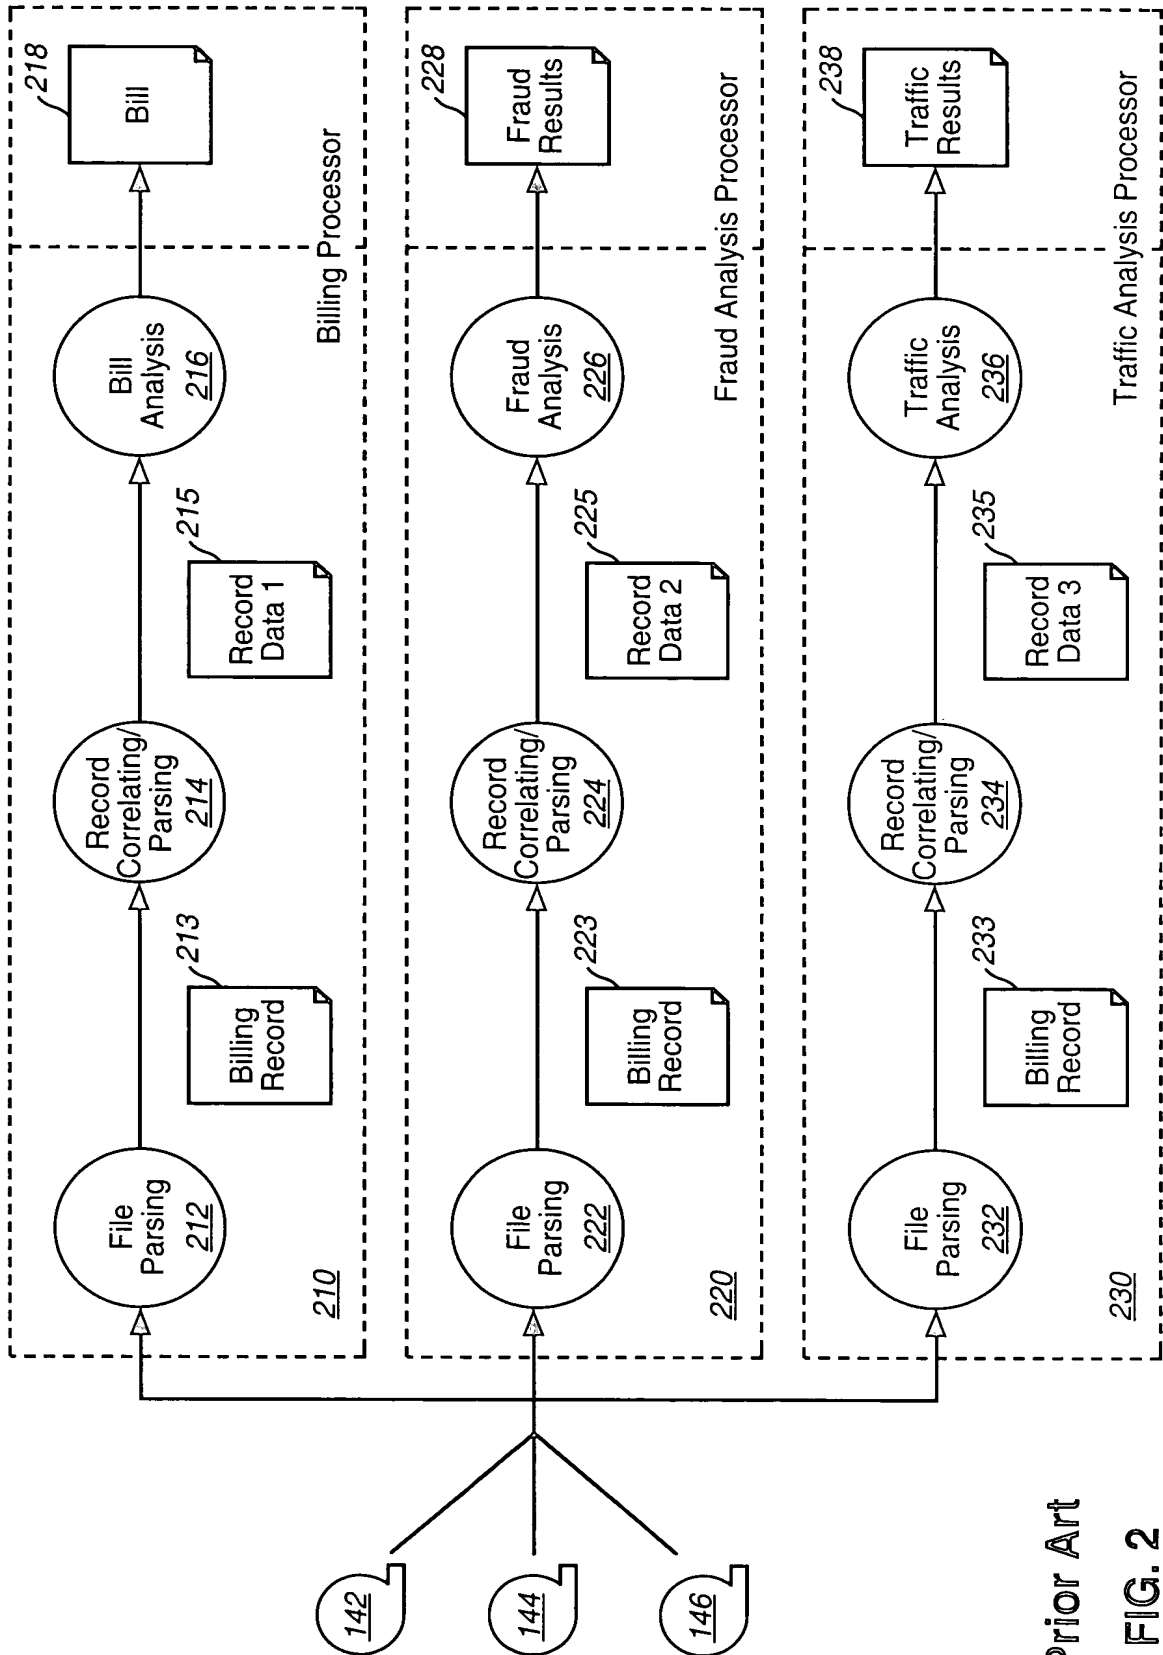 142
144
146
File
Parsing
212
213
Billing
Record
Record
Correlating/
Parsing
214
215
Record
Data 1
Bill
Analysis
216
218
Bill
210
Billing Processor
File
Parsing
222
223
Billing
Record
Record
Correlating/
Parsing
224
225
Record
Data 2
Fraud
Analysis
226
228
Fraud
Results
220
Fraud Analysis Processor
File
Parsing
232
233
Billing
Record
Record
Correlating/
Parsing
234
235
Record
Data 3
Traffic
Analysis
236
238
Traffic
Results
230
Traffic Analysis Processor
Prior Art
FIG. 2